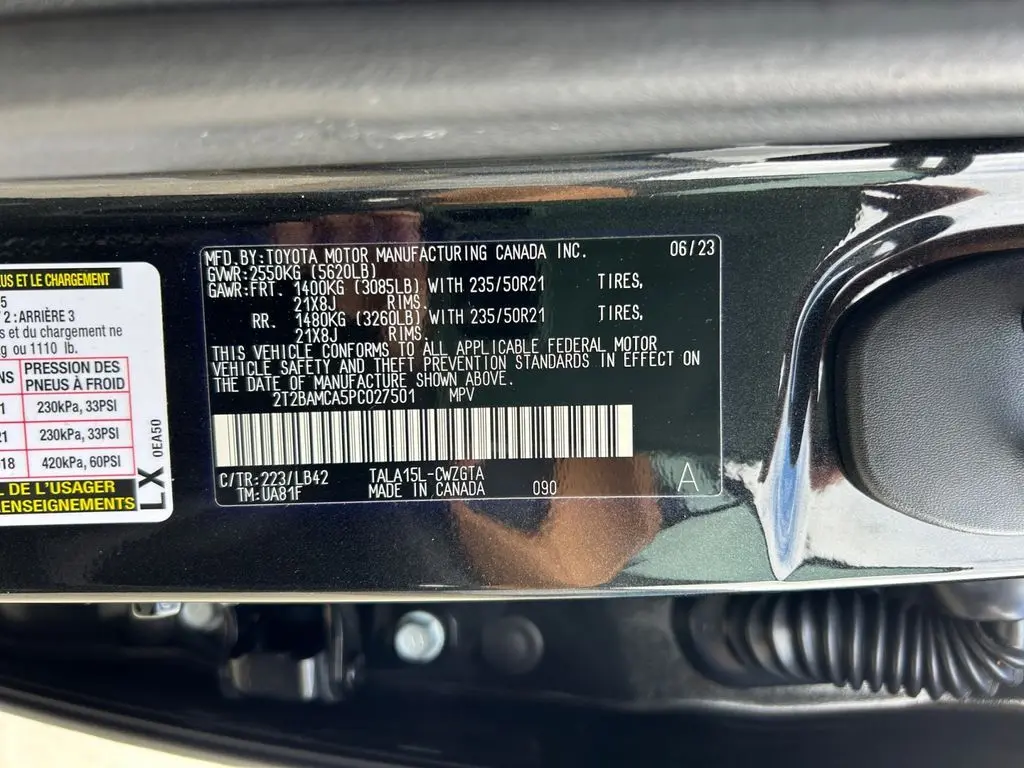 US ET LE CHARGEMENT
5
2 : ARRIÈRE 3
s et du chargement ne
g ou 1110 lb.
NS PRESSION DES PNEUS À FROID
1 230kPa, 33PSI
21 230kPa, 33PSI
018 420kPa, 60PSI
L DE L'USAGER
ENSEIGNEMENTS
LX 0EA50
MFD.BY:TOYOTA MOTOR MANUFACTURING CANADA INC. 06/23
GVWR:2550KG (5620LB)
GAWR:FRT. 1400KG (3085LB) WITH 235/50R21 TIRES,
21X8J RIMS
RR. 1480KG (3260LB) WITH 235/50R21 TIRES,
21X8J RIMS
THIS VEHICLE CONFORMS TO ALL APPLICABLE FEDERAL MOTOR
VEHICLE SAFETY AND THEFT PREVENTION STANDARDS IN EFFECT ON
THE DATE OF MANUFACTURE SHOWN ABOVE.
2T2BAMCA5PC027501 MPV
C/TR:223/LB42 TALA15L-CWZGTA
TM:UA81F MADE IN CANADA 090 A